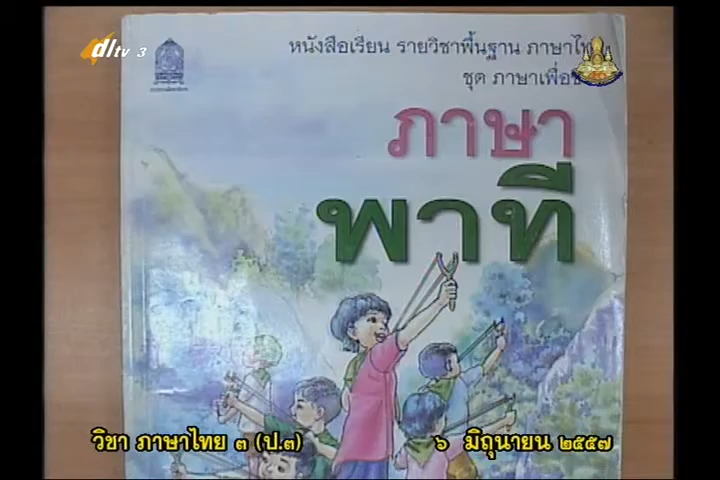 dltv 3
หนังสือเรียน รายวิชาพื้นฐาน ภาษาไท
ชุด ภาษาเพื่อ
ภาษา
พาที
วิชา ภาษาไทย ๓ (ป.๓) ๖ มิถุนายน ๒๕๕๗